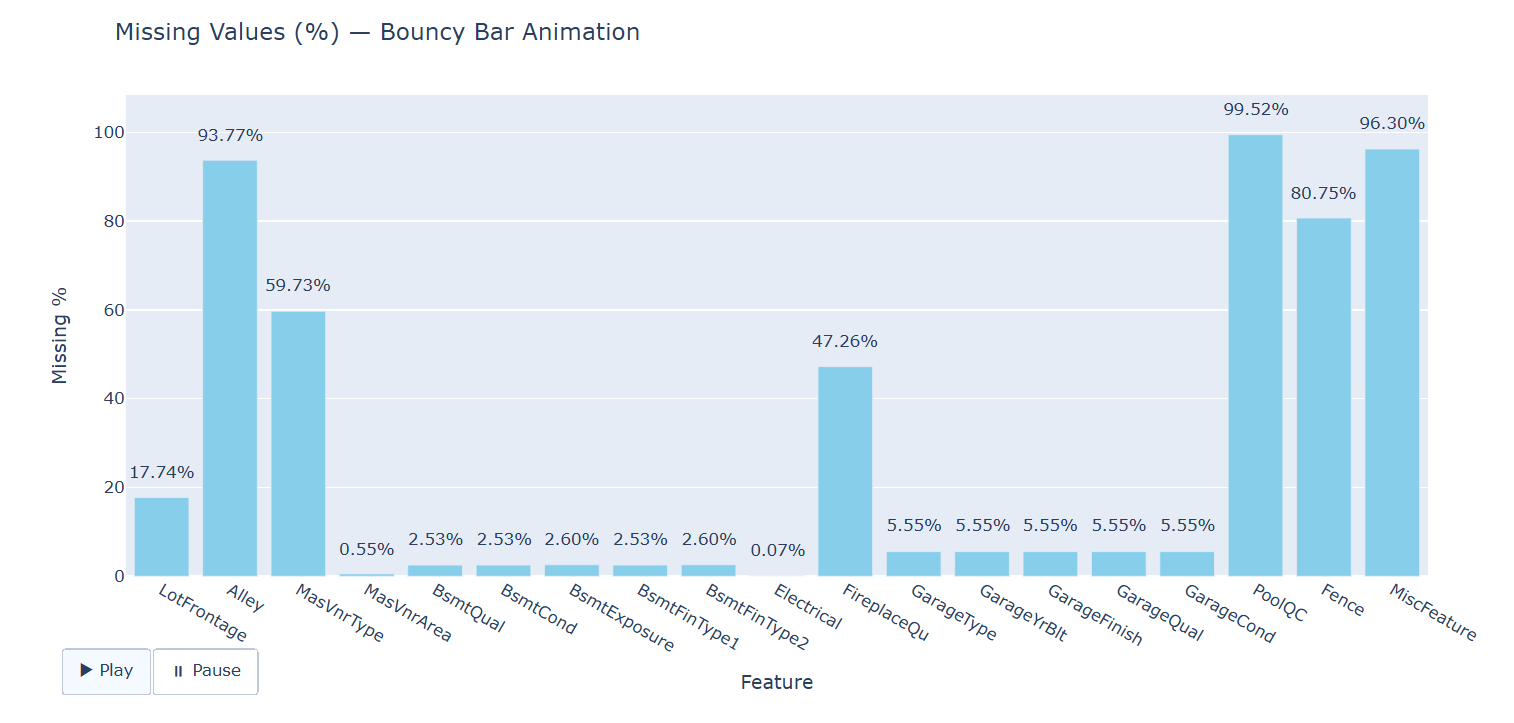 Missing Values (%) — Bouncy Bar Animation
Missing %
100
80
60
40
20
0
17.74%
93.77%
59.73%
0.55%
2.53%
2.53%
2.60%
2.53%
2.60%
0.07%
47.26%
5.55%
5.55%
5.55%
5.55%
5.55%
99.52%
80.75%
96.30%
LotFrontage
Alley
MasVnrType
MasVnrArea
BsmtQual
BsmtCond
BsmtExposure
BsmtFinType1
BsmtFinType2
Electrical
FireplaceQu
GarageType
GarageYrBlt
GarageFinish
GarageQual
GarageCond
PoolQC
Fence
MiscFeature
Feature
▶ Play
⏸ Pause